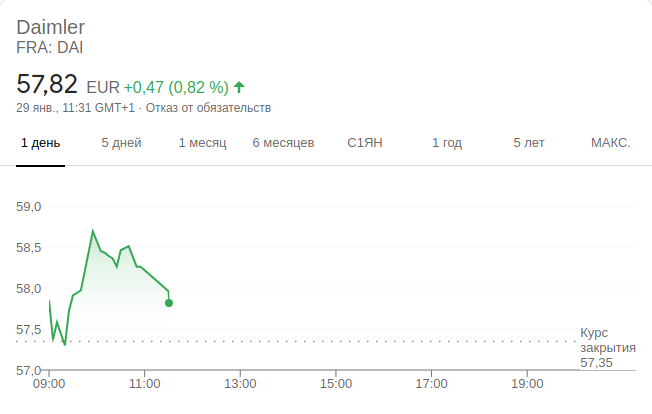 Daimler
FRA: DAI
57,82 EUR +0,47 (0,82 %)
29 янв., 11:31 GMT+1 · Отказ от обязательств
1 день 5 дней 1 месяц 6 месяцев С1ЯН 1 год 5 лет МАКС.
59,0
58,5
58,0
57,5
57,0
Курс
закрытия
57,35
09:00 11:00 13:00 15:00 17:00 19:00